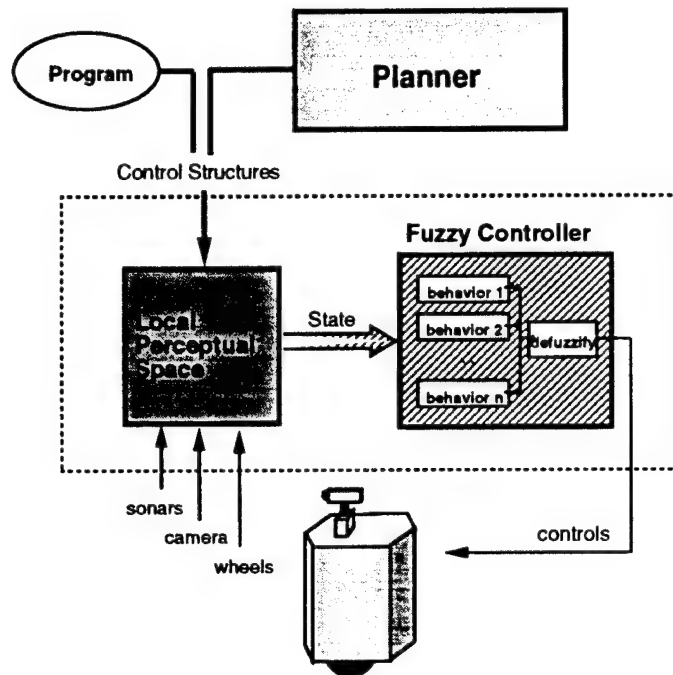 Program
Planner
Control Structures
Fuzzy Controller
behavior 1
Local
Perceptual
Space
State
behavior 2
defuzzify
...
behavior n
sonars
camera
wheels
controls